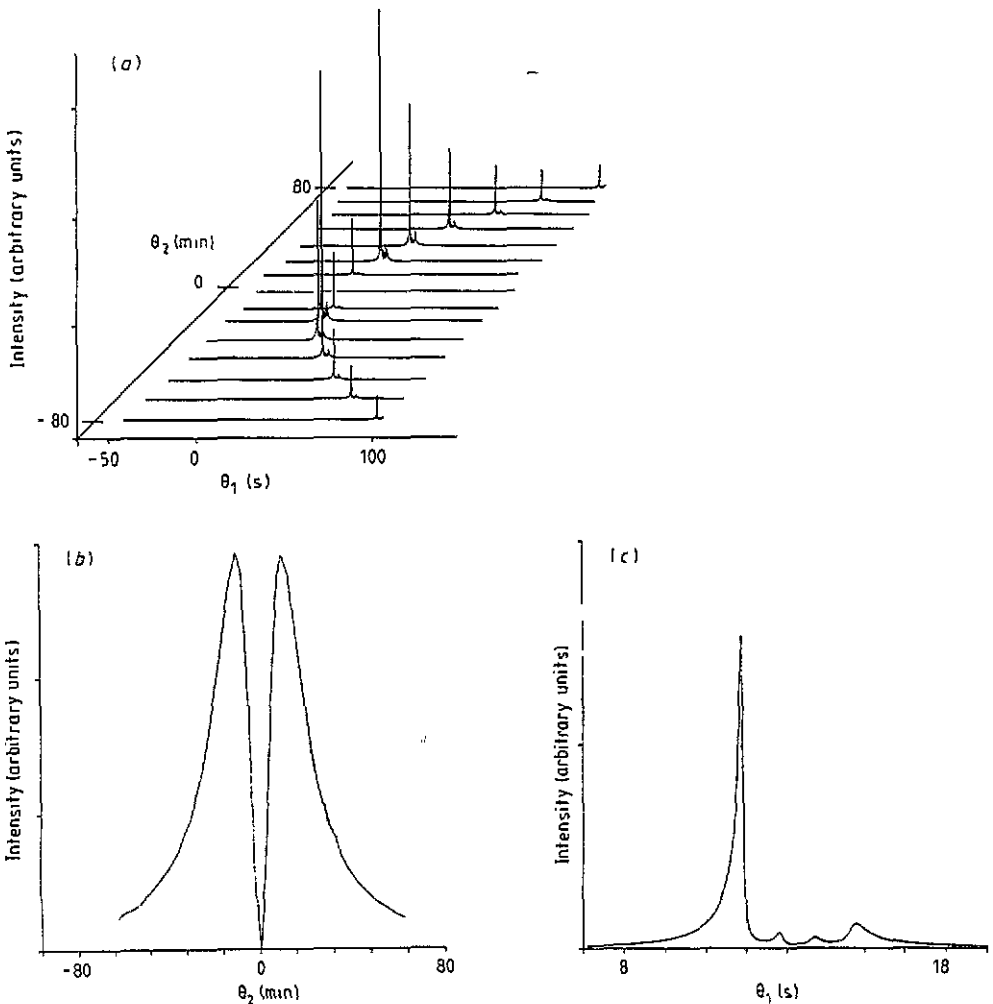 (a)
Intensity (arbitrary units)
80
θ₂ (min)
0
-80
-50 0 100
θ₁ (s)
(b)
Intensity (arbitrary units)
-80 0 80
θ₂ (min)
(c)
Intensity (arbitrary units)
8 18
θ₁ (s)